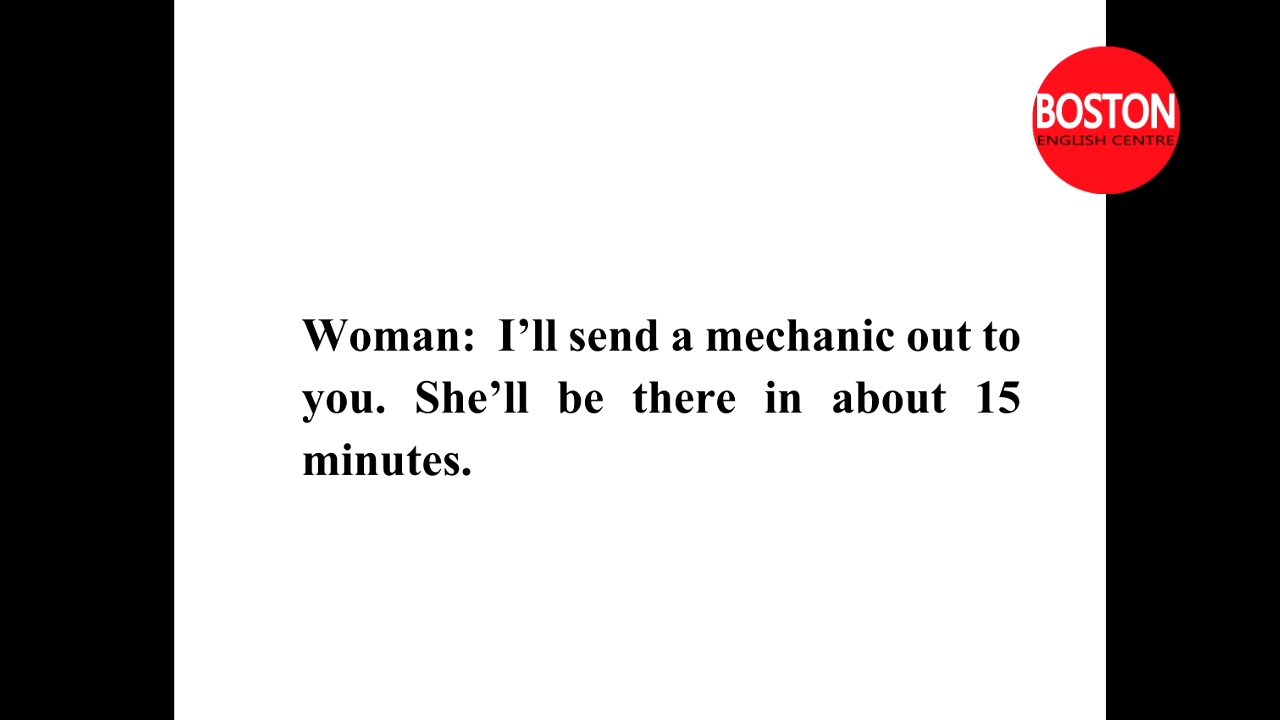 BOSTON
ENGLISH CENTRE
Woman:  I’ll send a mechanic out to
you. She’ll be there in about 15
minutes.